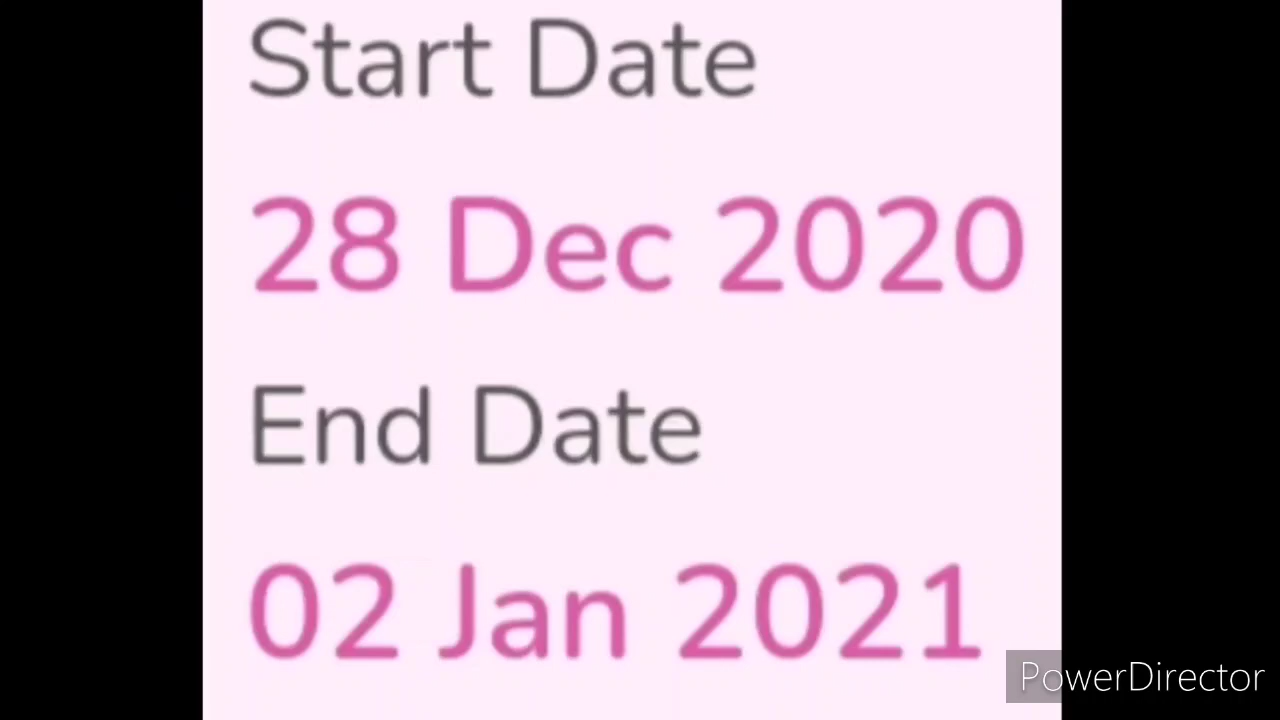 Start Date
28 Dec 2020
End Date
02 Jan 2021
PowerDirector